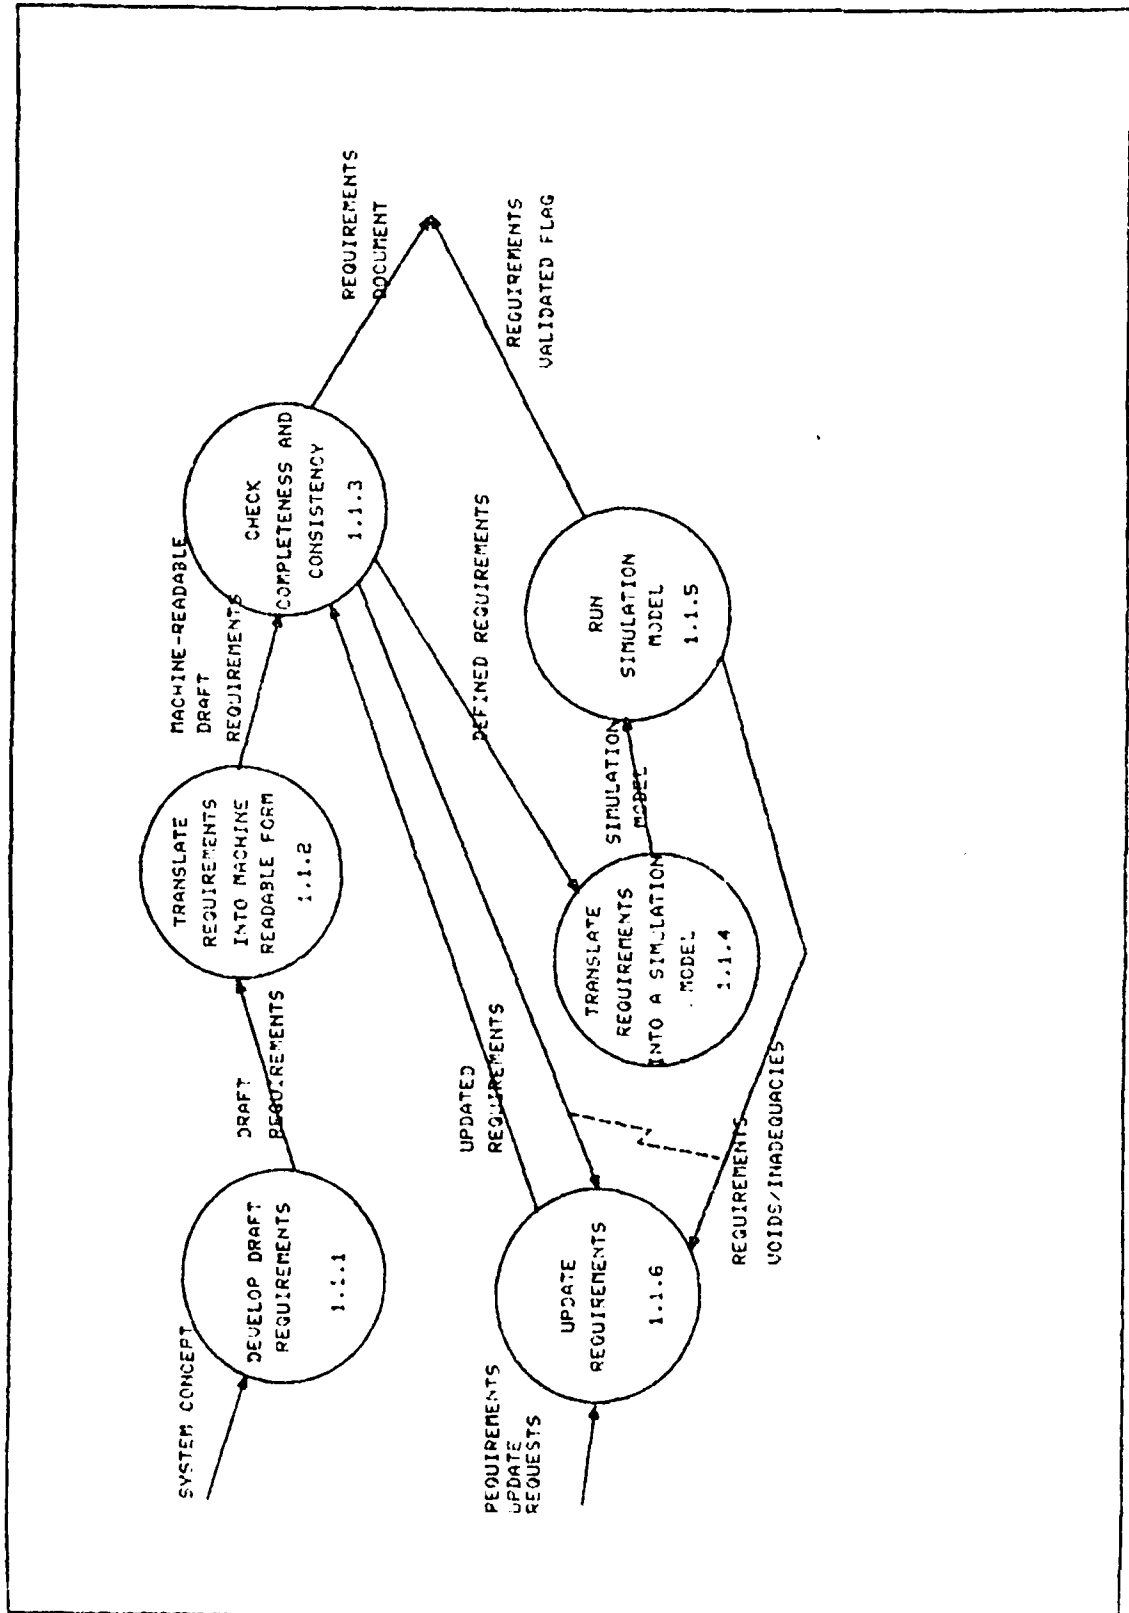 SYSTEM CONCEPT
DEVELOP DRAFT
REQUIREMENTS
1.1.1
DRAFT
REQUIREMENTS
TRANSLATE
REQUIREMENTS
INTO MACHINE
READABLE FORM
1.1.2
MACHINE-READABLE
DRAFT
REQUIREMENTS
CHECK
COMPLETENESS AND
CONSISTENCY
1.1.3
REQUIREMENTS
DOCUMENT
REQUIREMENTS
UPDATE
REQUESTS
UPDATE
REQUIREMENTS
1.1.6
UPDATED
REQUIREMENTS
DEFINED REQUIREMENTS
TRANSLATE
REQUIREMENTS
INTO A SIMULATION
MODEL
1.1.4
SIMULATION
MODEL
RUN
SIMULATION
MODEL
1.1.5
REQUIREMENTS
VALIDATED FLAG
REQUIREMENTS
VOIDS/INADEQUACIES